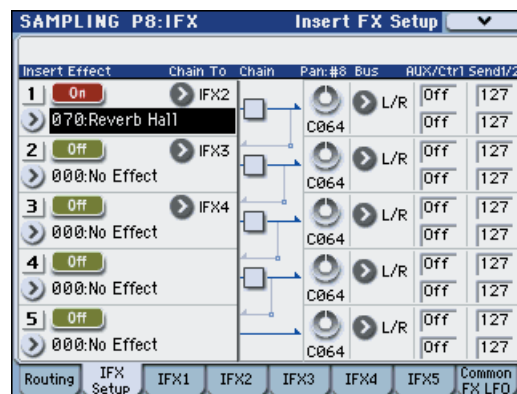 SAMPLING P8:IFX Insert FX Setup
Insert Effect Chain To Chain Pan:#8 Bus AUX/Ctrl Send1/2
1 On IFX2 L/R Off 127
070:Reverb Hall C064 Off 127
2 Off IFX3 L/R Off 127
000:No Effect C064 Off 127
3 Off IFX4 L/R Off 127
000:No Effect C064 Off 127
4 Off L/R Off 127
000:No Effect C064 Off 127
5 Off L/R Off 127
000:No Effect C064 Off 127
Routing IFX Setup IFX1 IFX2 IFX3 IFX4 IFX5 Common FX LFO